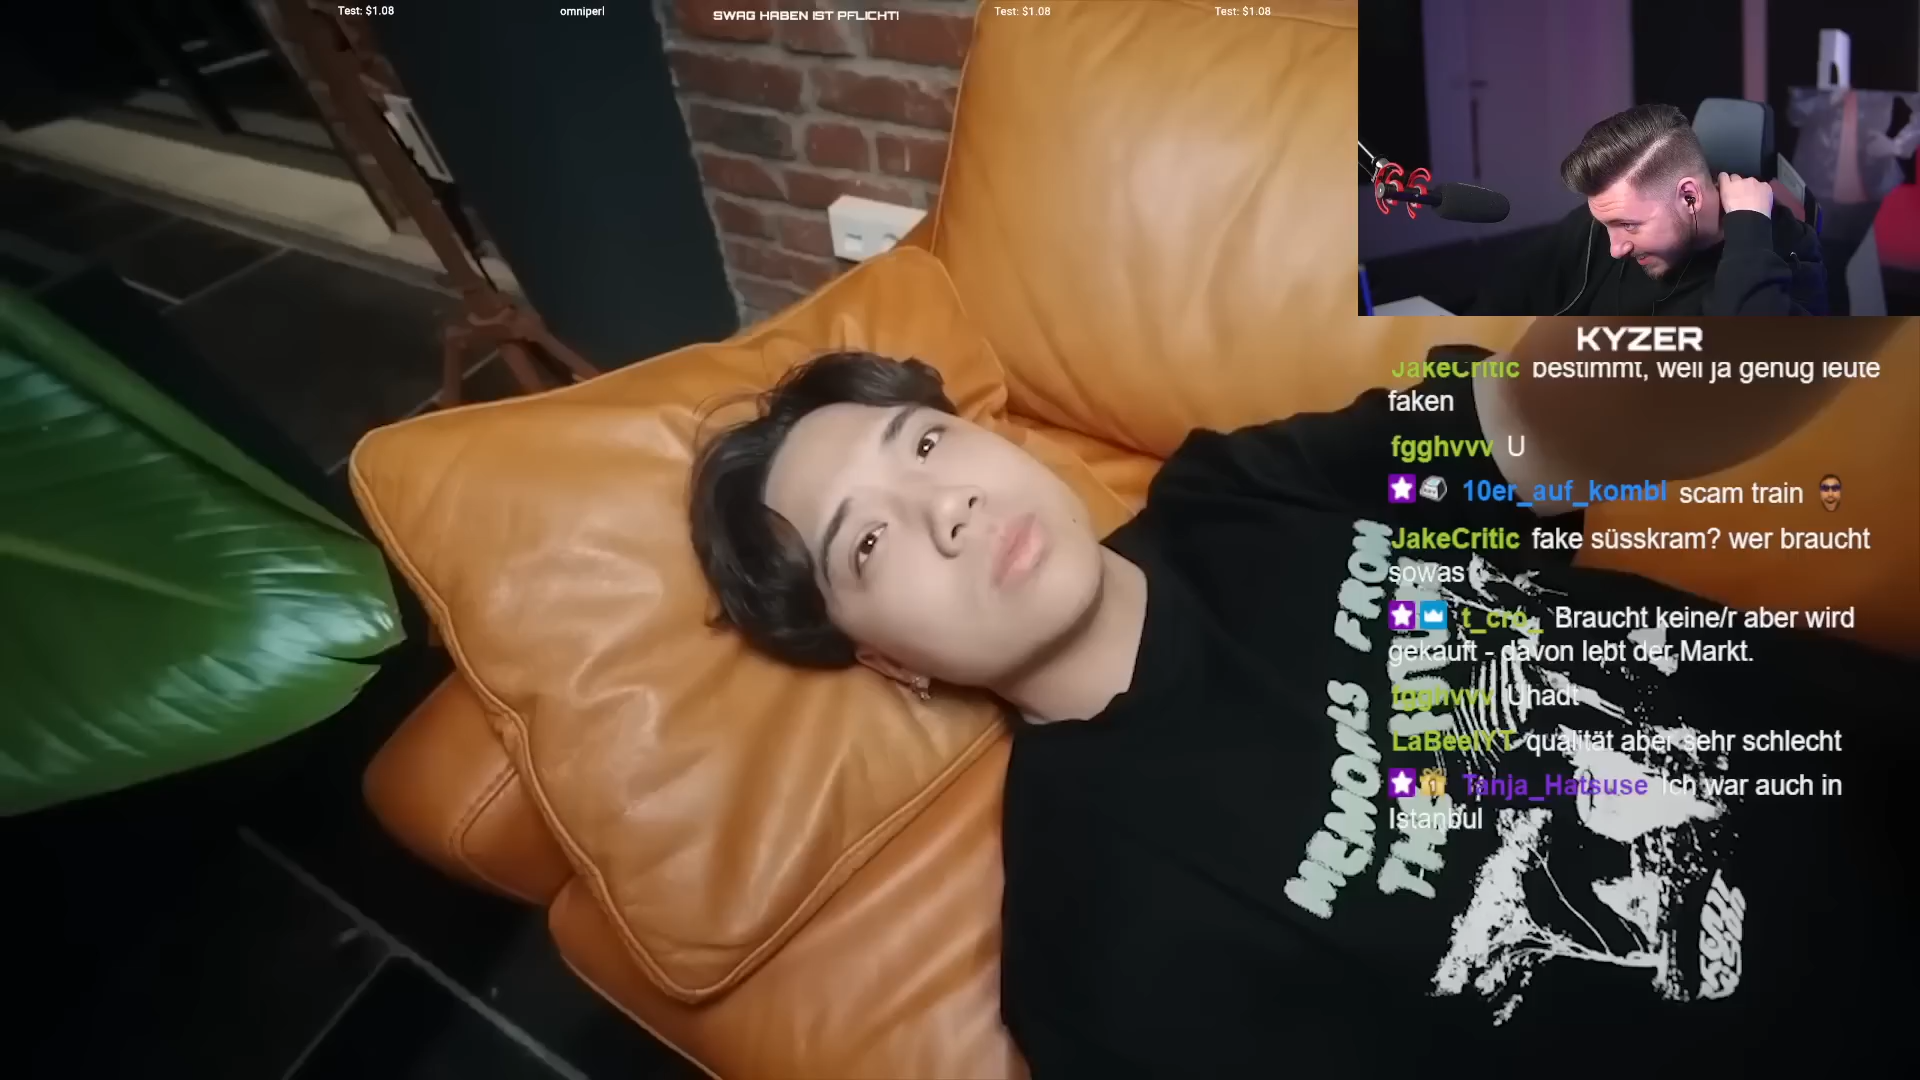 Test: $1.08
omniperl
SWAG HABEN IST PFLICHT!
Test: $1.08
Test: $1.08
KYZER
JakeCritic bestimmt, weil ja genug leute
faken
fgghvvv U
10er_auf_kombi scam train
JakeCritic fake süsskram? wer braucht
sowas
t_cro_ Braucht keine/r aber wird
gekauft - davon lebt der Markt.
fgghvvv Uhadt
LaBeelYT qualität aber sehr schlecht
1 Tanja_Hatsuse Ich war auch in
Istanbul
MEMORIES FROM
THE